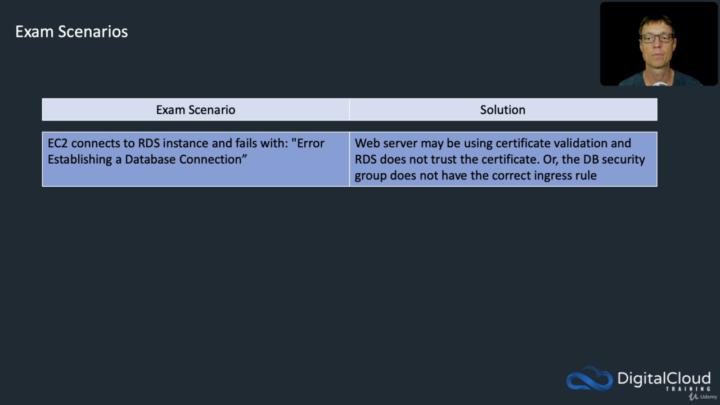 Exam Scenarios
Exam Scenario
Solution
EC2 connects to RDS instance and fails with: "Error
Establishing a Database Connection”
Web server may be using certificate validation and
RDS does not trust the certificate. Or, the DB security
group does not have the correct ingress rule
DigitalCloud
TRAINING
Udemy